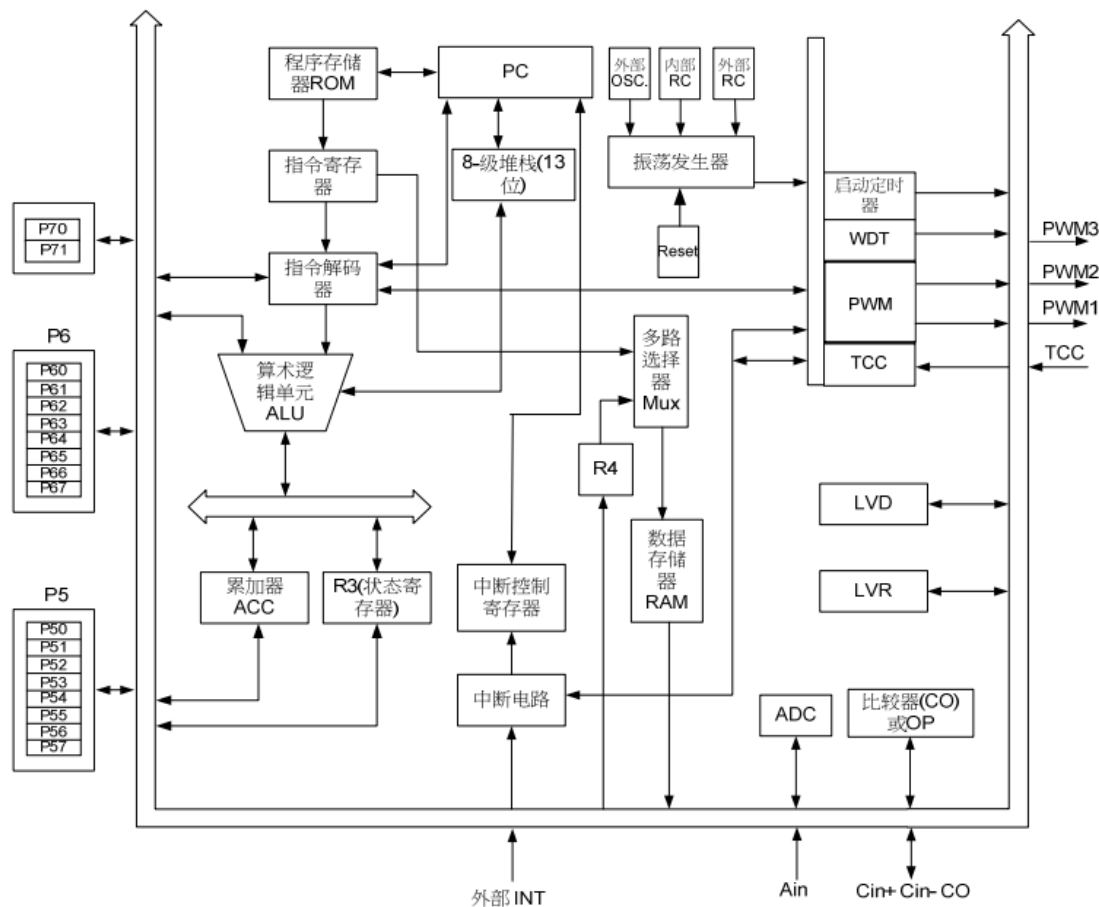 程序存储
器ROM
PC
外部
OSC.
内部
RC
外部
RC
指令寄存
器
8-级堆栈(13
位)
振荡发生器
启动定时
器
P70
P71
Reset
WDT
PWM3
指令解码
器
PWM2
PWM
PWM1
P6
多路
选择
器
Mux
TCC
TCC
P60
P61
P62
P63
P64
P65
P66
P67
算术逻
辑单元
ALU
R4
LVD
数据
存储
器
RAM
累加器
ACC
R3(状态寄
存器)
中断控制
寄存器
LVR
P5
P50
P51
P52
P53
P54
P55
P56
P57
中断电路
ADC
比较器(CO)
或OP
外部 INT
Ain
Cin+ Cin- CO